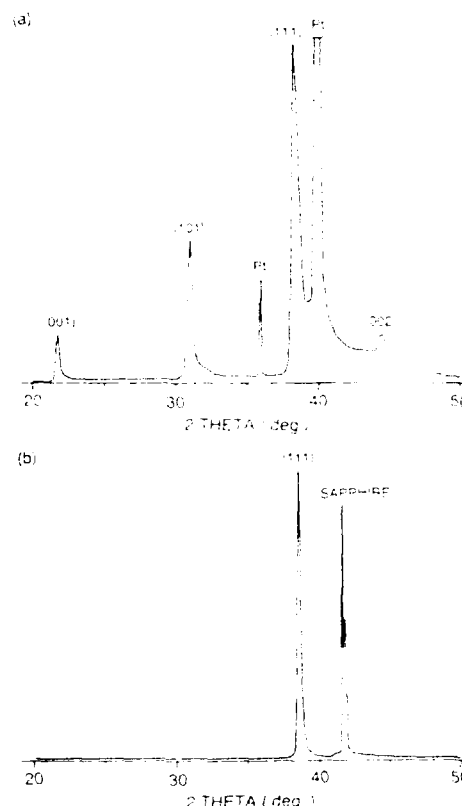 (a)
(111) Pt
(101)
Pt
001)
002
20 30 40 50
2 THETA (deg.)
(b)
(111)
SAPPHIRE
20 30 40 50
2 THETA (deg.)